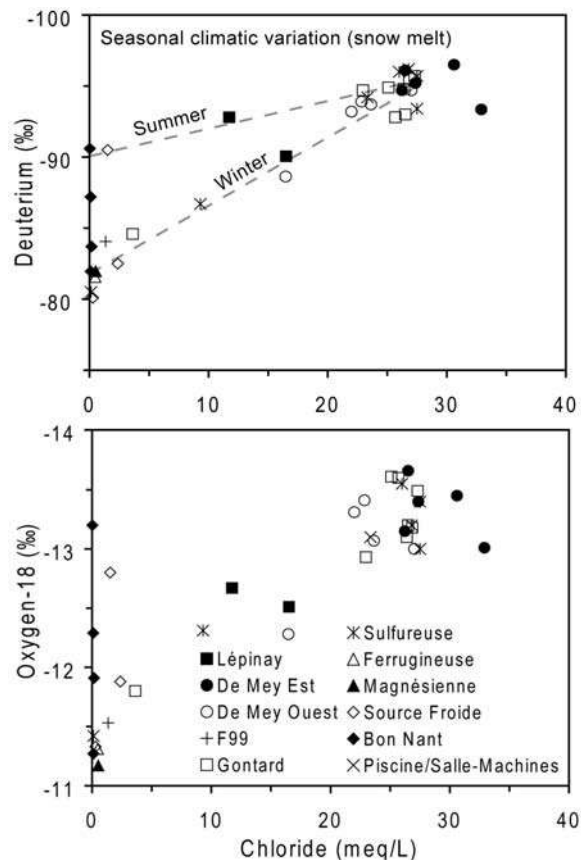 -100
Seasonal climatic variation (snow melt)
Summer
-90
Winter
Deuterium (‰)
-80
0 10 20 30 40
-14
-13
Oxygen-18 (‰)
-12
Lépinay
De Mey Est
De Mey Ouest
F99
Gontard
Sulfureuse
Ferrugineuse
Magnésienne
Source Froide
Bon Nant
Piscine/Salle-Machines
-11
0 10 20 30 40
Chloride (meq/L)